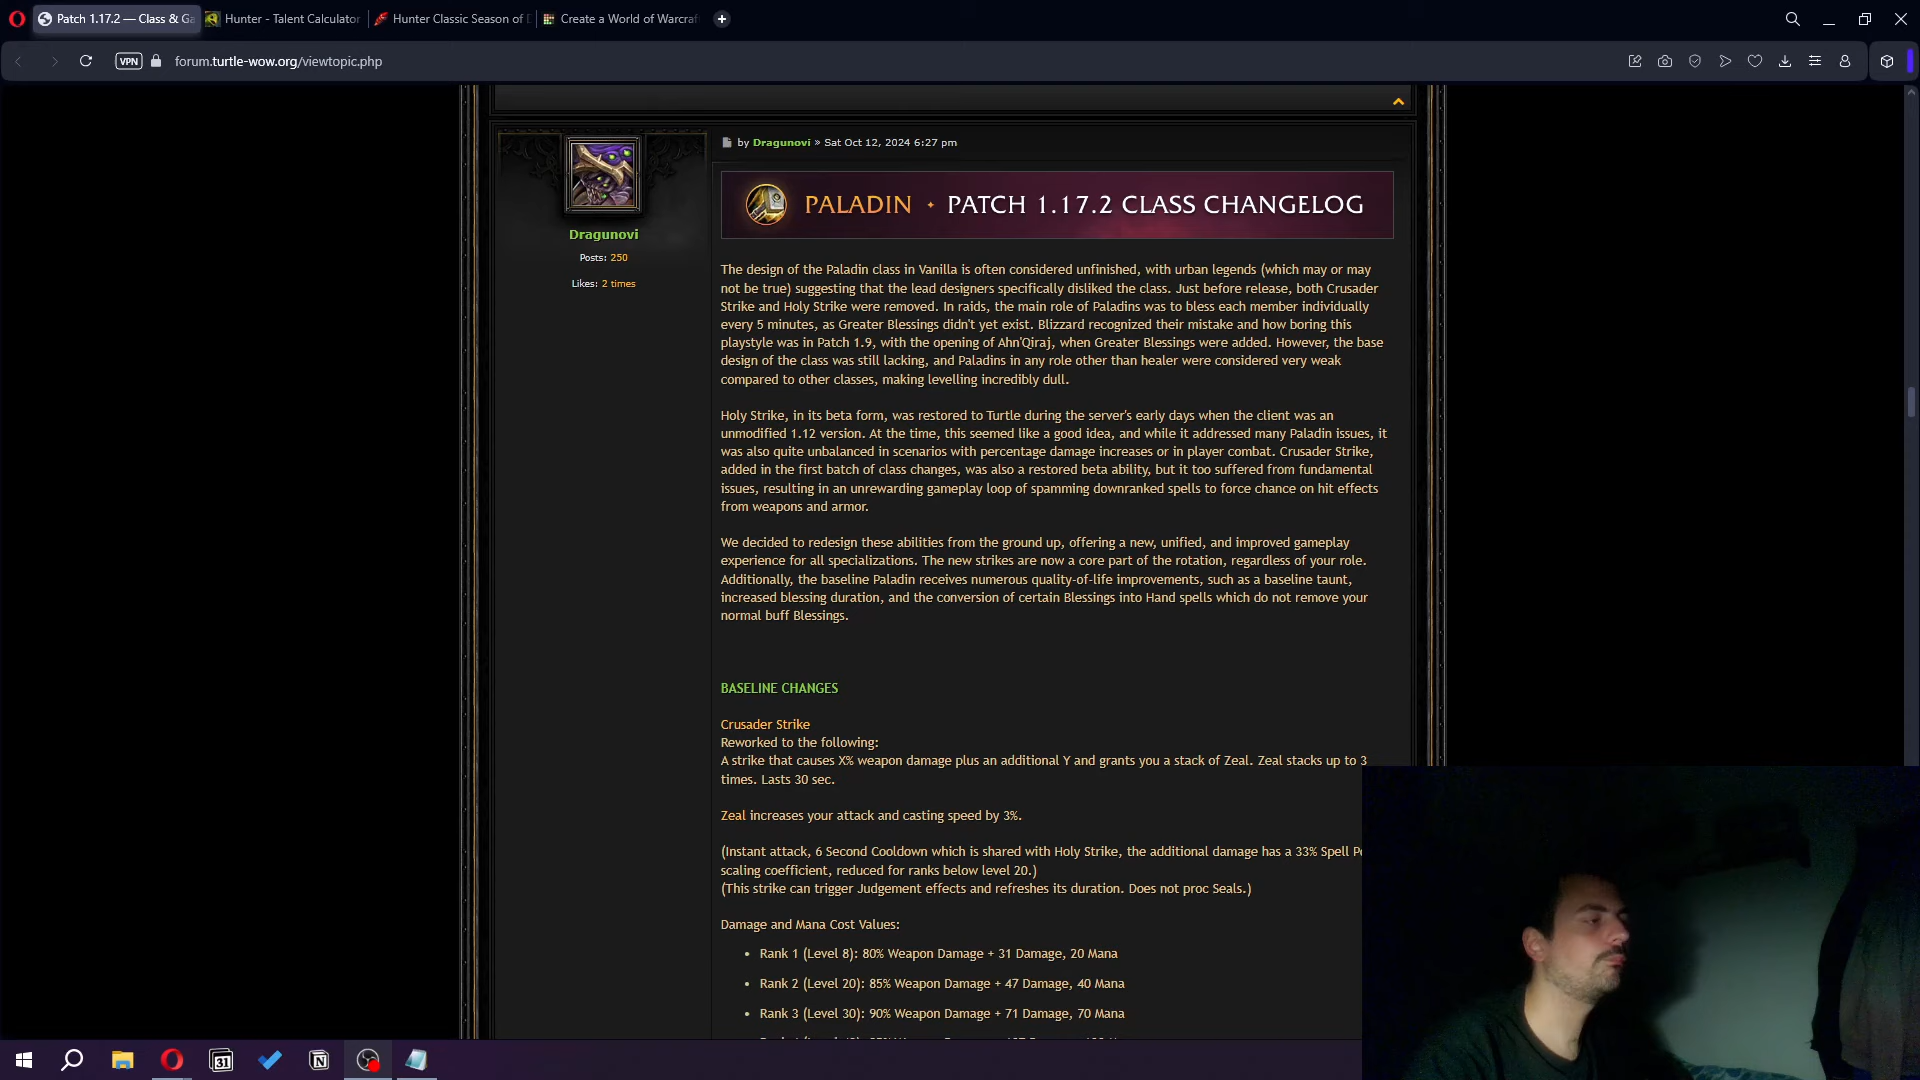 Patch 1.17.2 — Class & Ga
Hunter - Talent Calculator
Hunter Classic Season of D
Create a World of Warcraf
VPN
forum.turtle-wow.org/viewtopic.php
by Dragunovi » Sat Oct 12, 2024 6:27 pm
Dragunovi
Posts: 250
Likes: 2 times
PALADIN • PATCH 1.17.2 CLASS CHANGELOG
The design of the Paladin class in Vanilla is often considered unfinished, with urban legends (which may or may
not be true) suggesting that the lead designers specifically disliked the class. Just before release, both Crusader
Strike and Holy Strike were removed. In raids, the main role of Paladins was to bless each member individually
every 5 minutes, as Greater Blessings didn't yet exist. Blizzard recognized their mistake and how boring this
playstyle was in Patch 1.9, with the opening of Ahn'Qiraj, when Greater Blessings were added. However, the base
design of the class was still lacking, and Paladins in any role other than healer were considered very weak
compared to other classes, making levelling incredibly dull.
Holy Strike, in its beta form, was restored to Turtle during the server's early days when the client was an
unmodified 1.12 version. At the time, this seemed like a good idea, and while it addressed many Paladin issues, it
was also quite unbalanced in scenarios with percentage damage increases or in player combat. Crusader Strike,
added in the first batch of class changes, was also a restored beta ability, but it too suffered from fundamental
issues, resulting in an unrewarding gameplay loop of spamming downranked spells to force chance on hit effects
from weapons and armor.
We decided to redesign these abilities from the ground up, offering a new, unified, and improved gameplay
experience for all specializations. The new strikes are now a core part of the rotation, regardless of your role.
Additionally, the baseline Paladin receives numerous quality-of-life improvements, such as a baseline taunt,
increased blessing duration, and the conversion of certain Blessings into Hand spells which do not remove your
normal buff Blessings.
BASELINE CHANGES
Crusader Strike
Reworked to the following:
A strike that causes X% weapon damage plus an additional Y and grants you a stack of Zeal. Zeal stacks up to 3
times. Lasts 30 sec.
Zeal increases your attack and casting speed by 3%.
(Instant attack, 6 Second Cooldown which is shared with Holy Strike, the additional damage has a 33% Spell Po
scaling coefficient, reduced for ranks below level 20.)
(This strike can trigger Judgement effects and refreshes its duration. Does not proc Seals.)
Damage and Mana Cost Values:
• Rank 1 (Level 8): 80% Weapon Damage + 31 Damage, 20 Mana
• Rank 2 (Level 20): 85% Weapon Damage + 47 Damage, 40 Mana
• Rank 3 (Level 30): 90% Weapon Damage + 71 Damage, 70 Mana
31